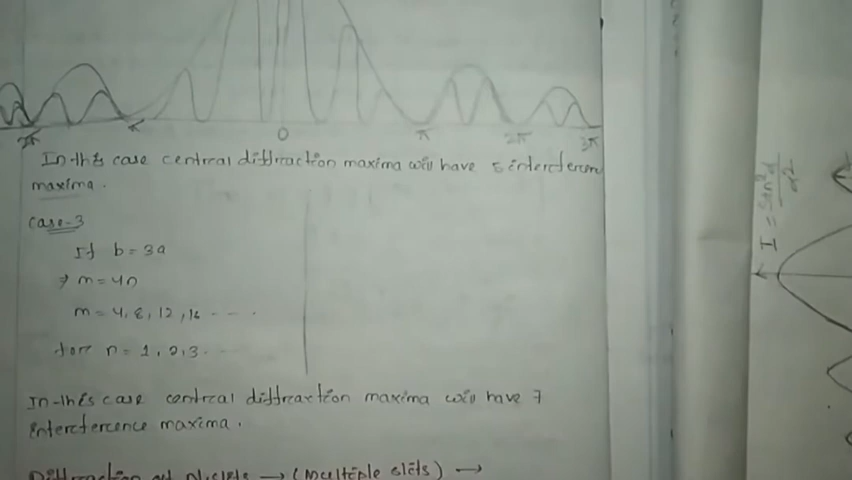 2π π 0 π 2π 3π
In this case central diffraction maxima will have 5 interference
maxima.
Case-3
If b = 3a
⇒ m = 4n
m = 4, 8, 12, 16 - - - -
for n = 1, 2, 3 . . .
In-this case central diffraction maxima will have 7
interference maxima.
Diffraction at N-slits → (Multiple slits) →